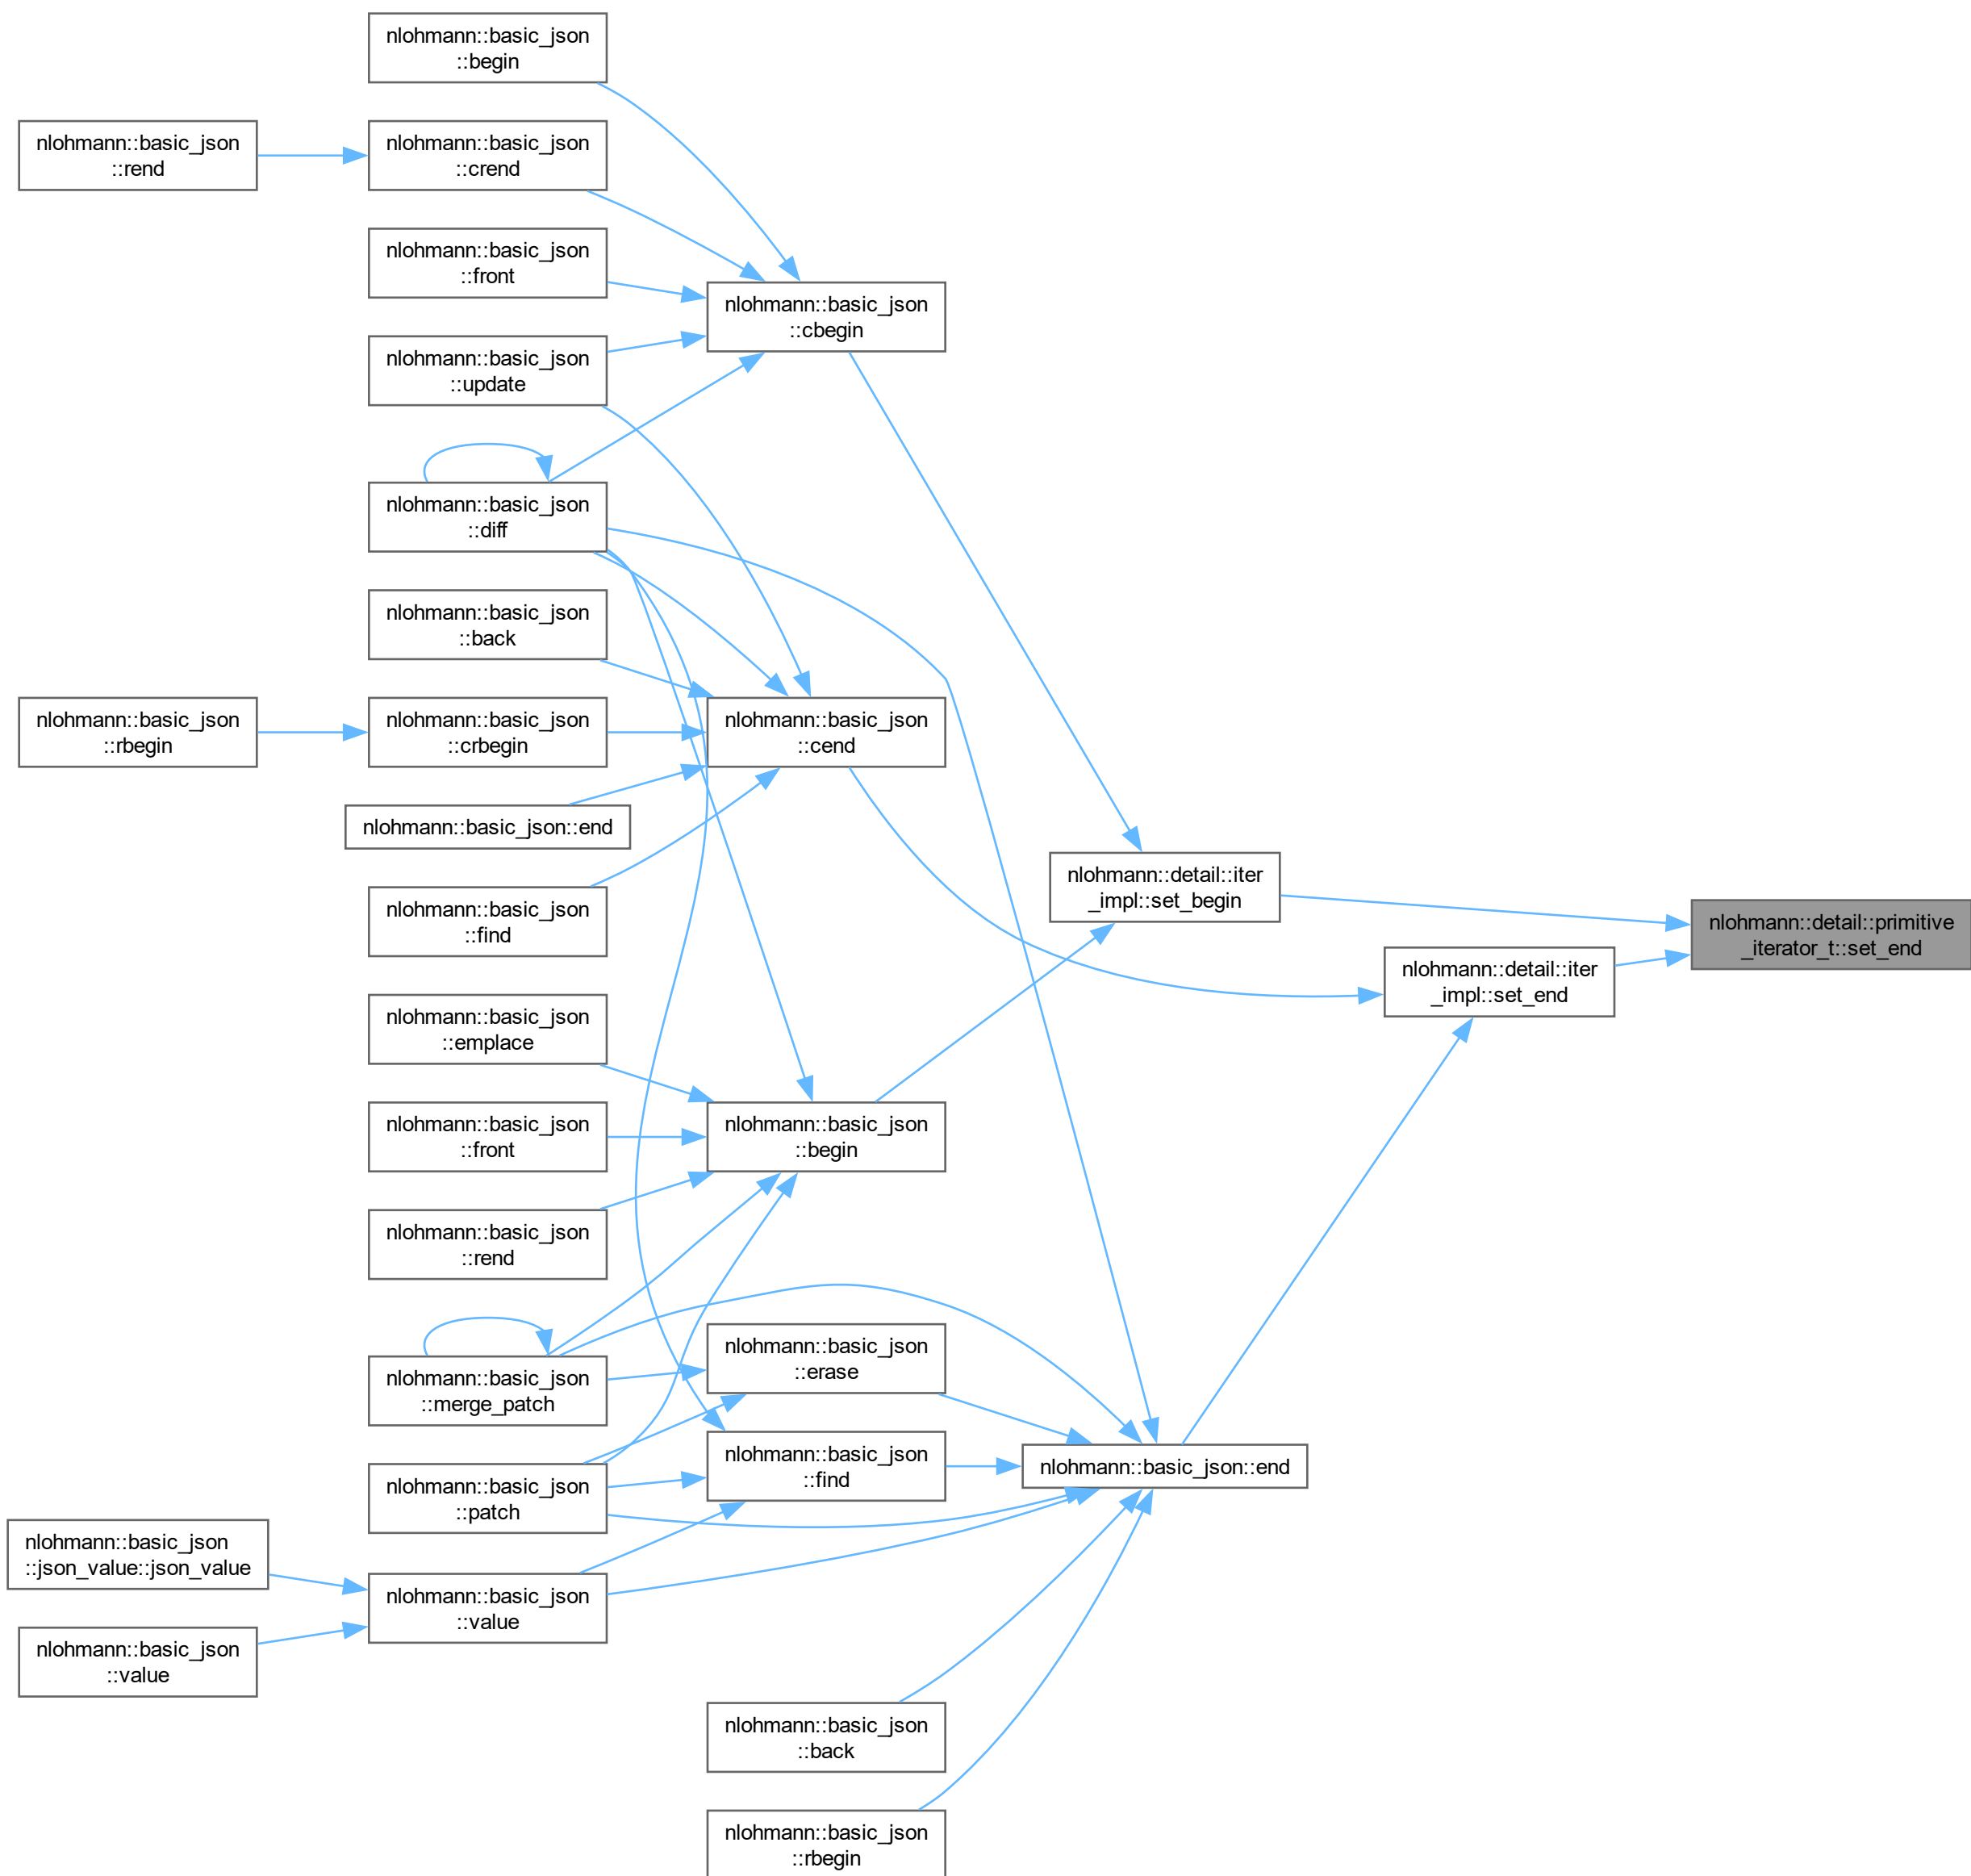 nlohmann::basic_json
::begin
nlohmann::basic_json
::rend
nlohmann::basic_json
::crend
nlohmann::basic_json
::front
nlohmann::basic_json
::cbegin
nlohmann::basic_json
::update
nlohmann::basic_json
::diff
nlohmann::basic_json
::back
nlohmann::basic_json
::rbegin
nlohmann::basic_json
::crbegin
nlohmann::basic_json
::cend
nlohmann::basic_json::end
nlohmann::basic_json
::find
nlohmann::detail::iter
_impl::set_begin
nlohmann::detail::primitive
_iterator_t::set_end
nlohmann::detail::iter
_impl::set_end
nlohmann::basic_json
::emplace
nlohmann::basic_json
::front
nlohmann::basic_json
::begin
nlohmann::basic_json
::rend
nlohmann::basic_json
::erase
nlohmann::basic_json
::merge_patch
nlohmann::basic_json
::find
nlohmann::basic_json::end
nlohmann::basic_json
::patch
nlohmann::basic_json
::json_value::json_value
nlohmann::basic_json
::value
nlohmann::basic_json
::value
nlohmann::basic_json
::back
nlohmann::basic_json
::rbegin